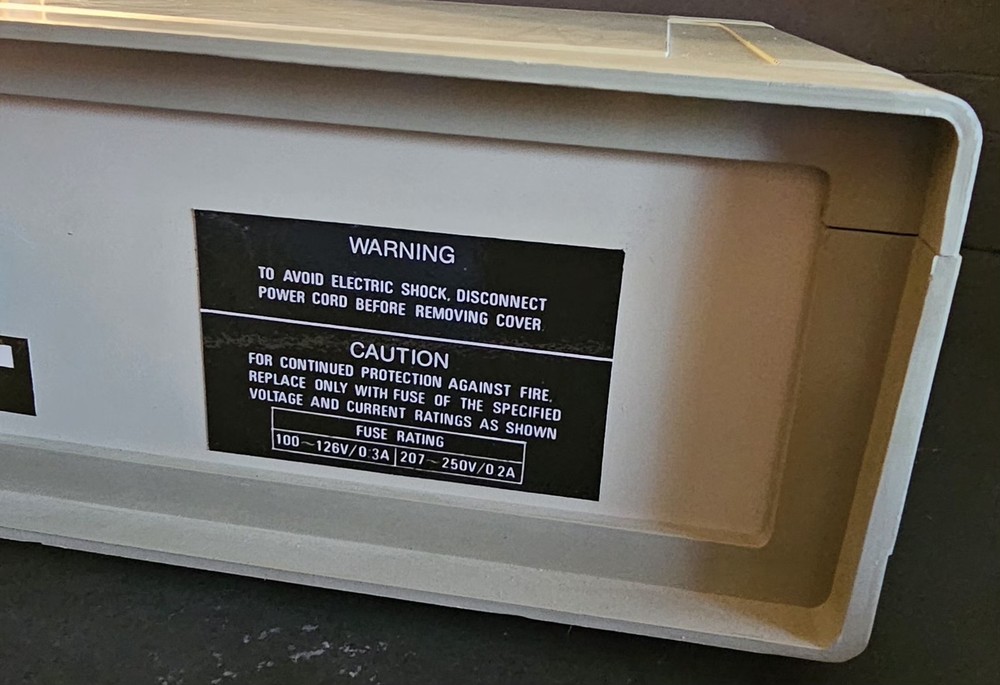 WARNING
TO AVOID ELECTRIC SHOCK, DISCONNECT
POWER CORD BEFORE REMOVING COVER.
CAUTION
FOR CONTINUED PROTECTION AGAINST FIRE,
REPLACE ONLY WITH FUSE OF THE SPECIFIED
VOLTAGE AND CURRENT RATINGS AS SHOWN
FUSE RATING
100~126V/0.3A 207~250V/0.2A